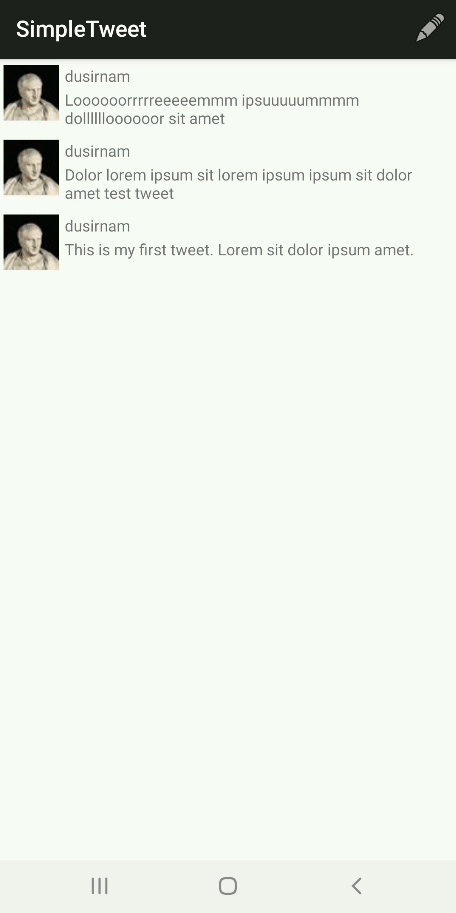 SimpleTweet
dusirnam
Loooooorrrrreeeeemmm ipsuuuuummmm
dolllllloooooor sit amet
dusirnam
Dolor lorem ipsum sit lorem ipsum ipsum sit dolor
amet test tweet
dusirnam
This is my first tweet. Lorem sit dolor ipsum amet.